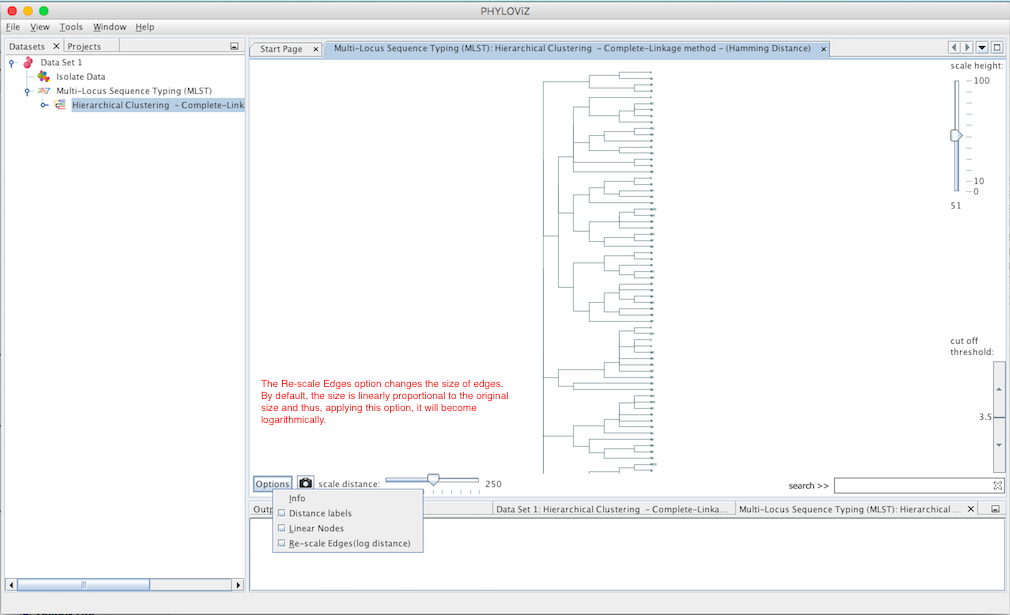 PHYLOViZ
File View Tools Window Help
Datasets Projects
Start Page
Multi-Locus Sequence Typing (MLST): Hierarchical Clustering - Complete-Linkage method - (Hamming Distance)
Data Set 1
Isolate Data
Multi-Locus Sequence Typing (MLST)
Hierarchical Clustering - Complete-Link
scale height:
100
10
0
51
cut off
threshold:
3.5
The Re-scale Edges option changes the size of edges.
By default, the size is linearly proportional to the original
size and thus, applying this option, it will become
logarithmically.
Options scale distance: 250
search >>
Info
Distance labels
Linear Nodes
Re-scale Edges(log distance)
Outp
Data Set 1: Hierarchical Clustering - Complete-Linka...
Multi-Locus Sequence Typing (MLST): Hierarchical ...